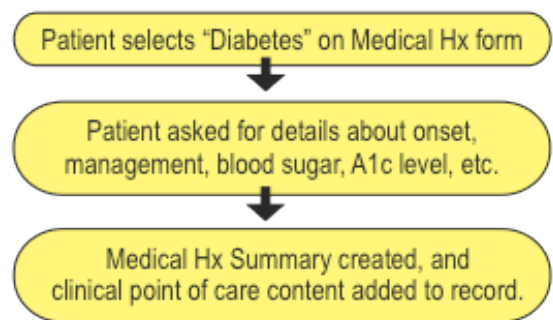 Patient selects “Diabetes” on Medical Hx form
Patient asked for details about onset,
management, blood sugar, A1c level, etc.
Medical Hx Summary created, and
clinical point of care content added to record.